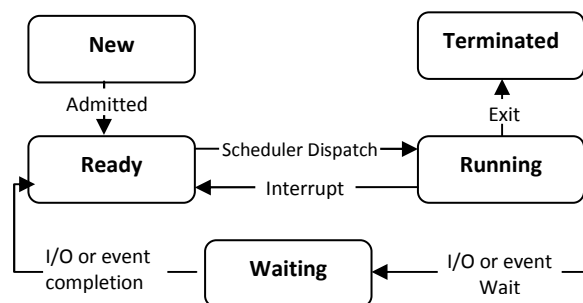 New
Terminated
Admitted
Exit
Ready
Scheduler Dispatch
Running
Interrupt
I/O or event
completion
Waiting
I/O or event
Wait